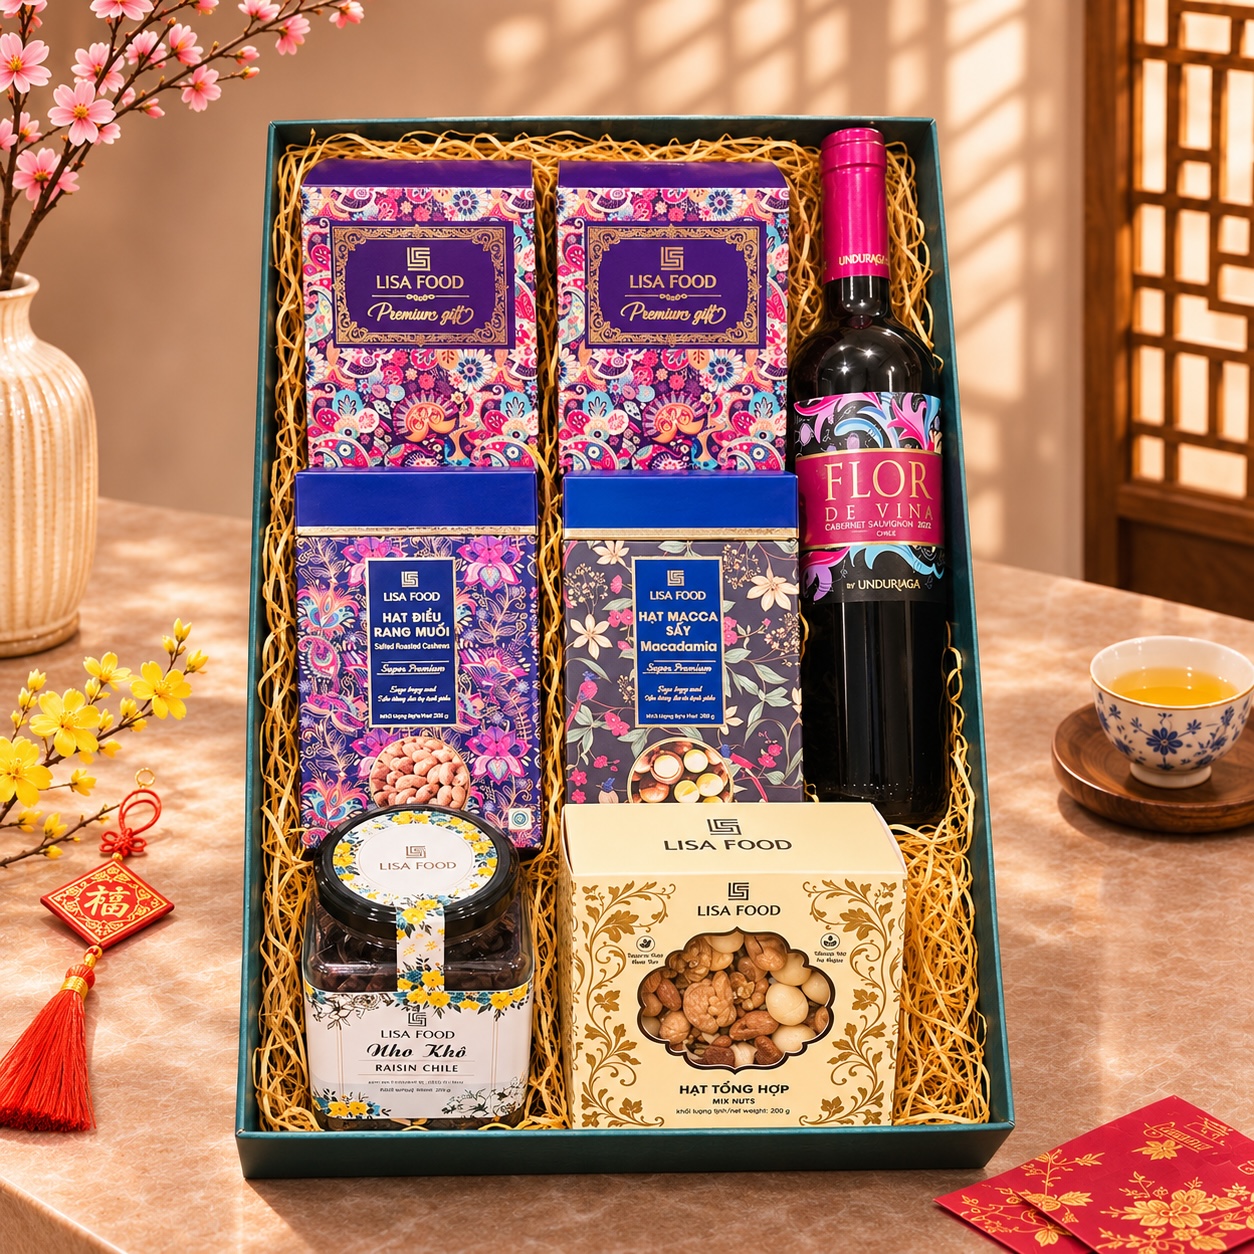 LISA FOOD
Premium gift
LISA FOOD
Premium gift
UNDURAGA
FLOR
DE VINA
CABERNET SAUVIGNON 2022
CHILE
BY UNDURRAGA
LISA FOOD
HẠT ĐIỀU
RANG MUỐI
Salted Roasted Cashews
Super Premium
LISA FOOD
HẠT MACCA
SẤY
Macadamia
Super Premium
LISA FOOD
LISA FOOD
Nho Khô
RAISIN CHILE
LISA FOOD
LISA FOOD
HẠT TỔNG HỢP
MIX NUTS
khối lượng tịnh/net weight: 200 g
福